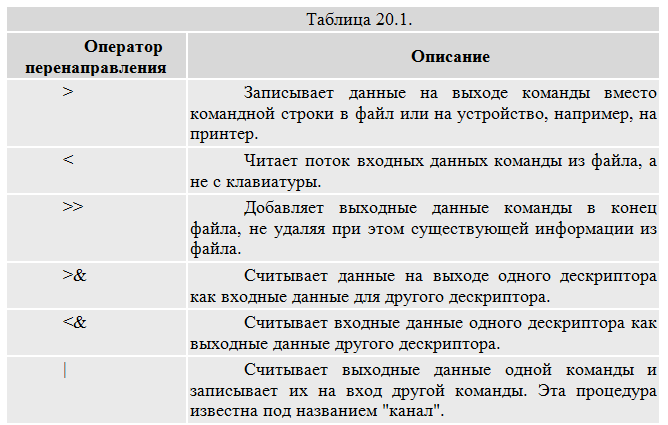 Таблица 20.1.
Оператор
перенаправления
Описание
>
Записывает данные на выходе команды вместо
командной строки в файл или на устройство, например, на
принтер.
<
Читает поток входных данных команды из файла, а
не с клавиатуры.
>>
Добавляет выходные данные команды в конец
файла, не удаляя при этом существующей информации из
файла.
>&
Считывает данные на выходе одного дескриптора
как входные данные для другого дескриптора.
<&
Считывает входные данные одного дескриптора как
выходные данные другого дескриптора.
|
Считывает выходные данные одной команды и
записывает их на вход другой команды. Эта процедура
известна под названием "канал".